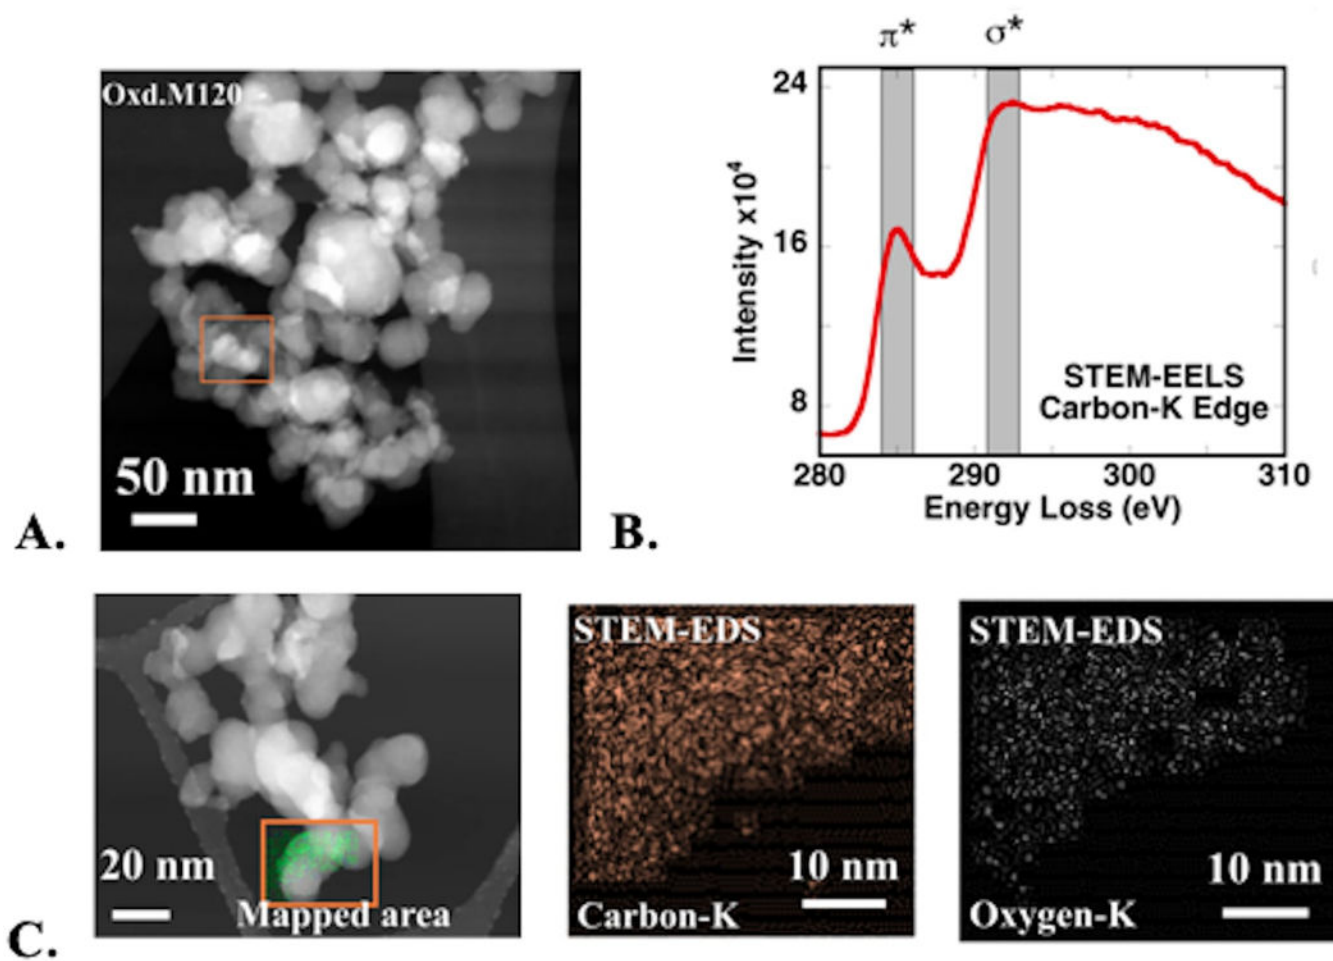 Oxd.M120
50 nm
A.
π* σ*
24
16
8
Intensity x10⁴
STEM-EELS
Carbon-K Edge
280 290 300 310
Energy Loss (eV)
B.
20 nm
Mapped area
STEM-EDS
10 nm
Carbon-K
STEM-EDS
10 nm
Oxygen-K
C.